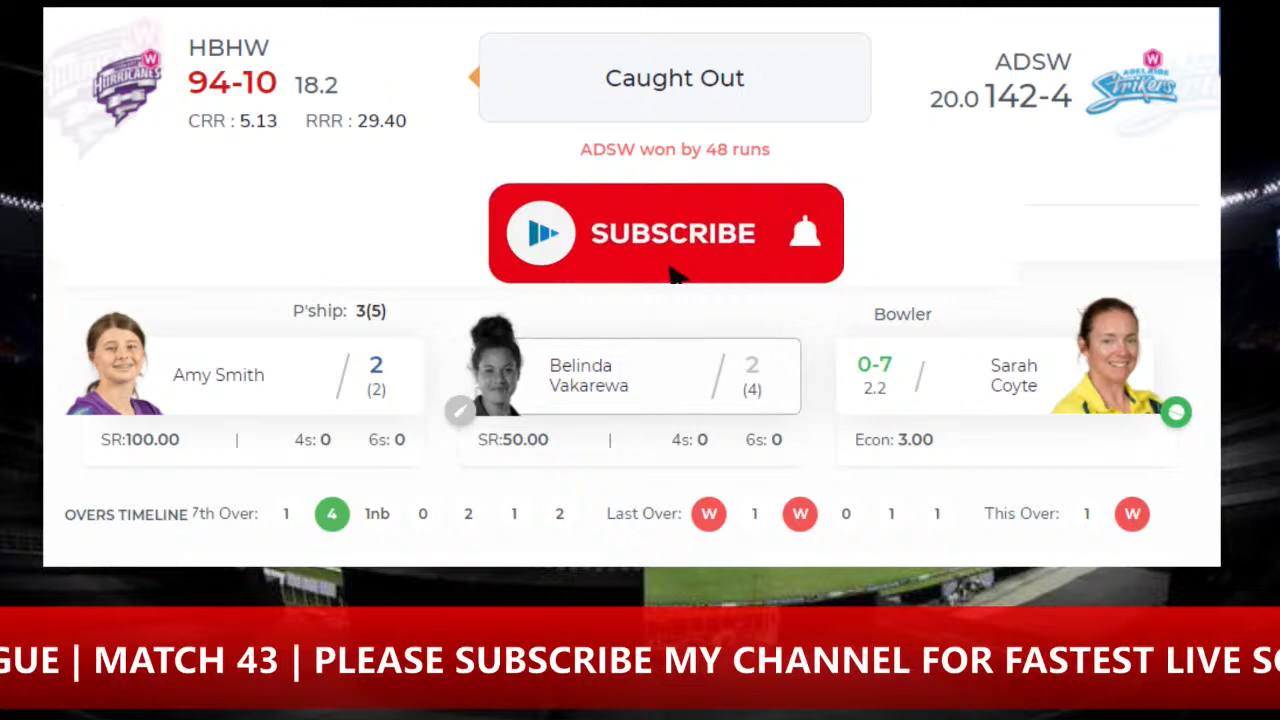 HBHW
94-10 18.2
CRR : 5.13 RRR : 29.40
HURRICANES
W
Caught Out
ADSW won by 48 runs
ADSW
20.0 142-4
W
ADELAIDE
Strikers
SUBSCRIBE
P'ship: 3(5)
Amy Smith / 2
(2)
SR:100.00 | 4s: 0 6s: 0
Belinda
Vakarewa / 2
(4)
SR:50.00 | 4s: 0 6s: 0
Bowler
0-7 / Sarah
2.2 Coyte
Econ: 3.00
OVERS TIMELINE 7th Over: 1 4 1nb 0 2 1 2 Last Over: W 1 W 0 1 1 This Over: 1 W
GUE | MATCH 43 | PLEASE SUBSCRIBE MY CHANNEL FOR FASTEST LIVE SC